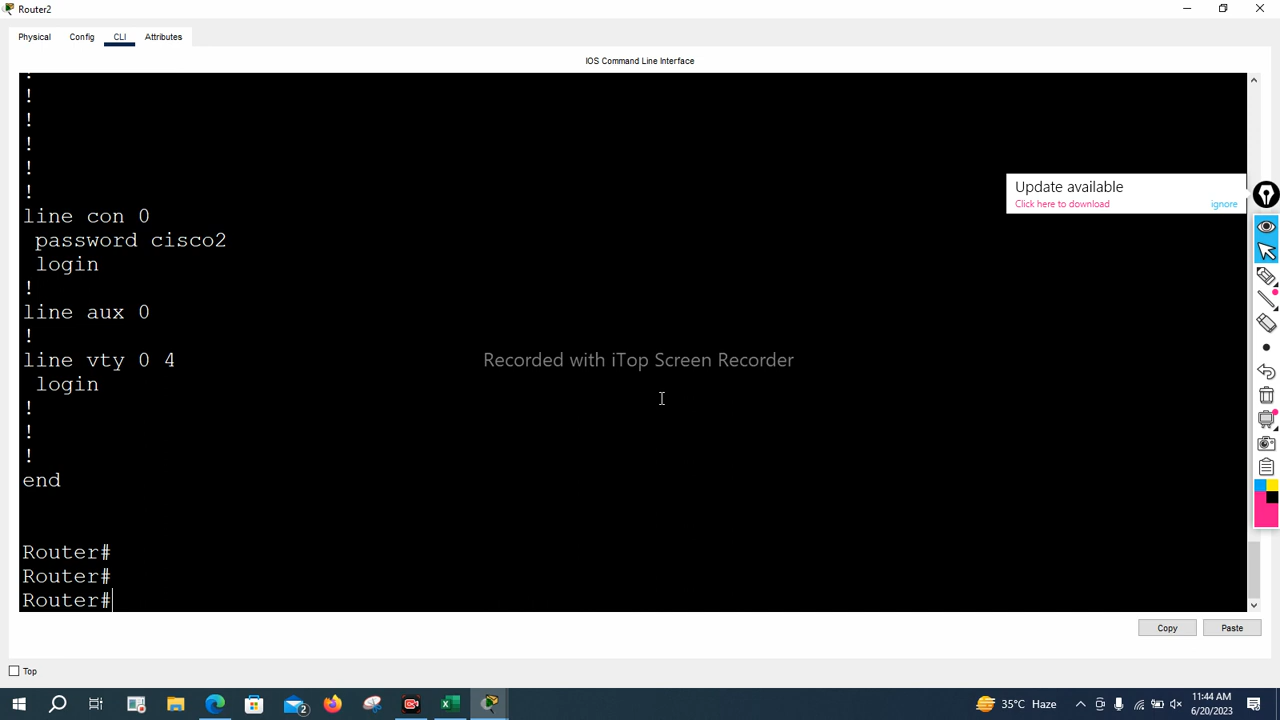 Router2
Physical Config CLI Attributes
IOS Command Line Interface
!
!
!
!
!
!
line con 0
password cisco2
login
!
line aux 0
!
line vty 0 4
login
!
!
!
end
Router#
Router#
Router#
Update available
Click here to download ignore
Recorded with iTop Screen Recorder
Copy Paste
Top
2
35°C Haze
11:44 AM
6/20/2023